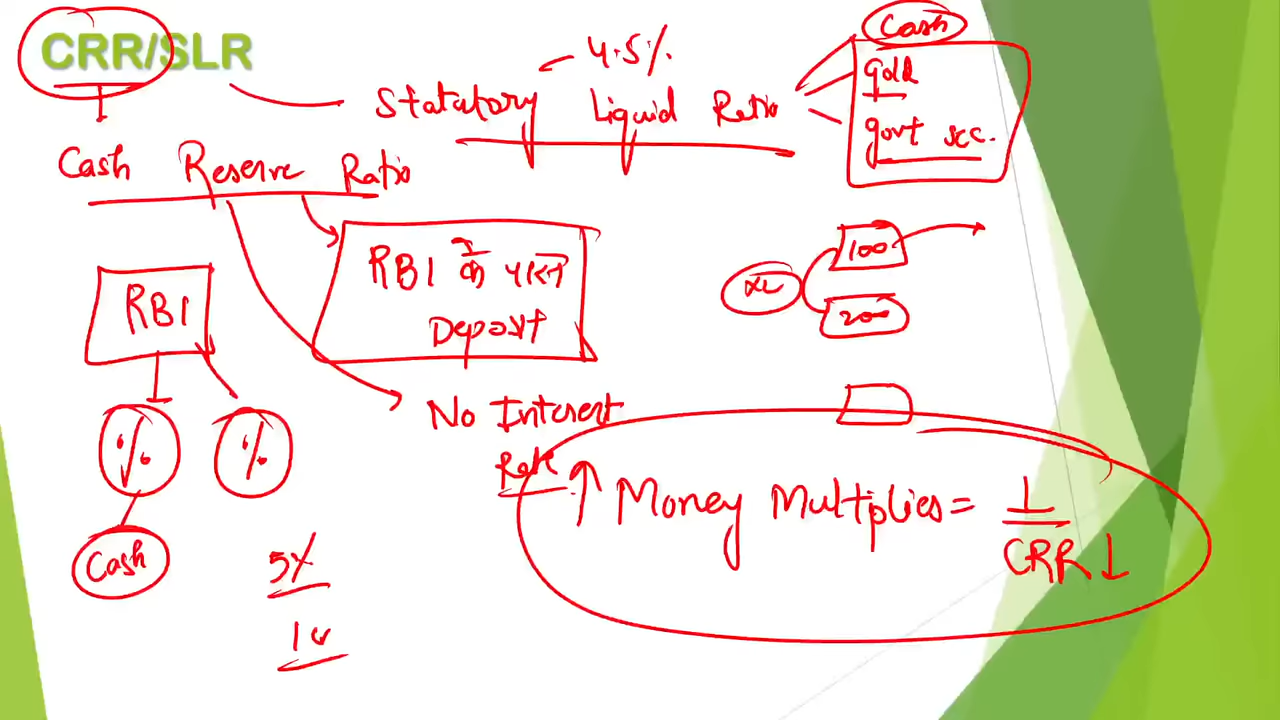 CRR/SLR
4.5%
Statutory Liquid Ratio
Cash
gold
govt sec.
Cash Reserve Ratio
RBI
RBI के पास
Deposit
100
200
No Interest
Rate
% %
Cash
5%
↑ Money Multiplies = 1/CRR ↓